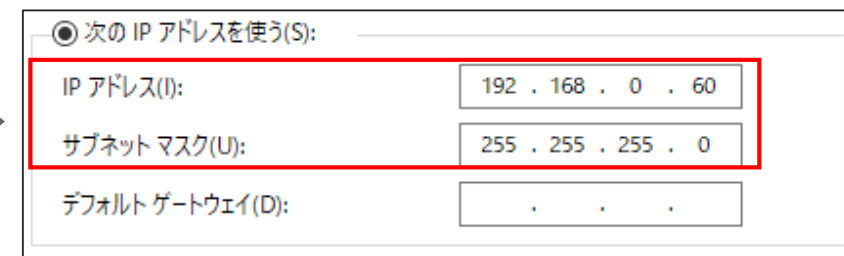 次の IP アドレスを使う(S):
IP アドレス(I): 192 . 168 . 0 . 60
サブネット マスク(U): 255 . 255 . 255 . 0
デフォルト ゲートウェイ(D): . . .